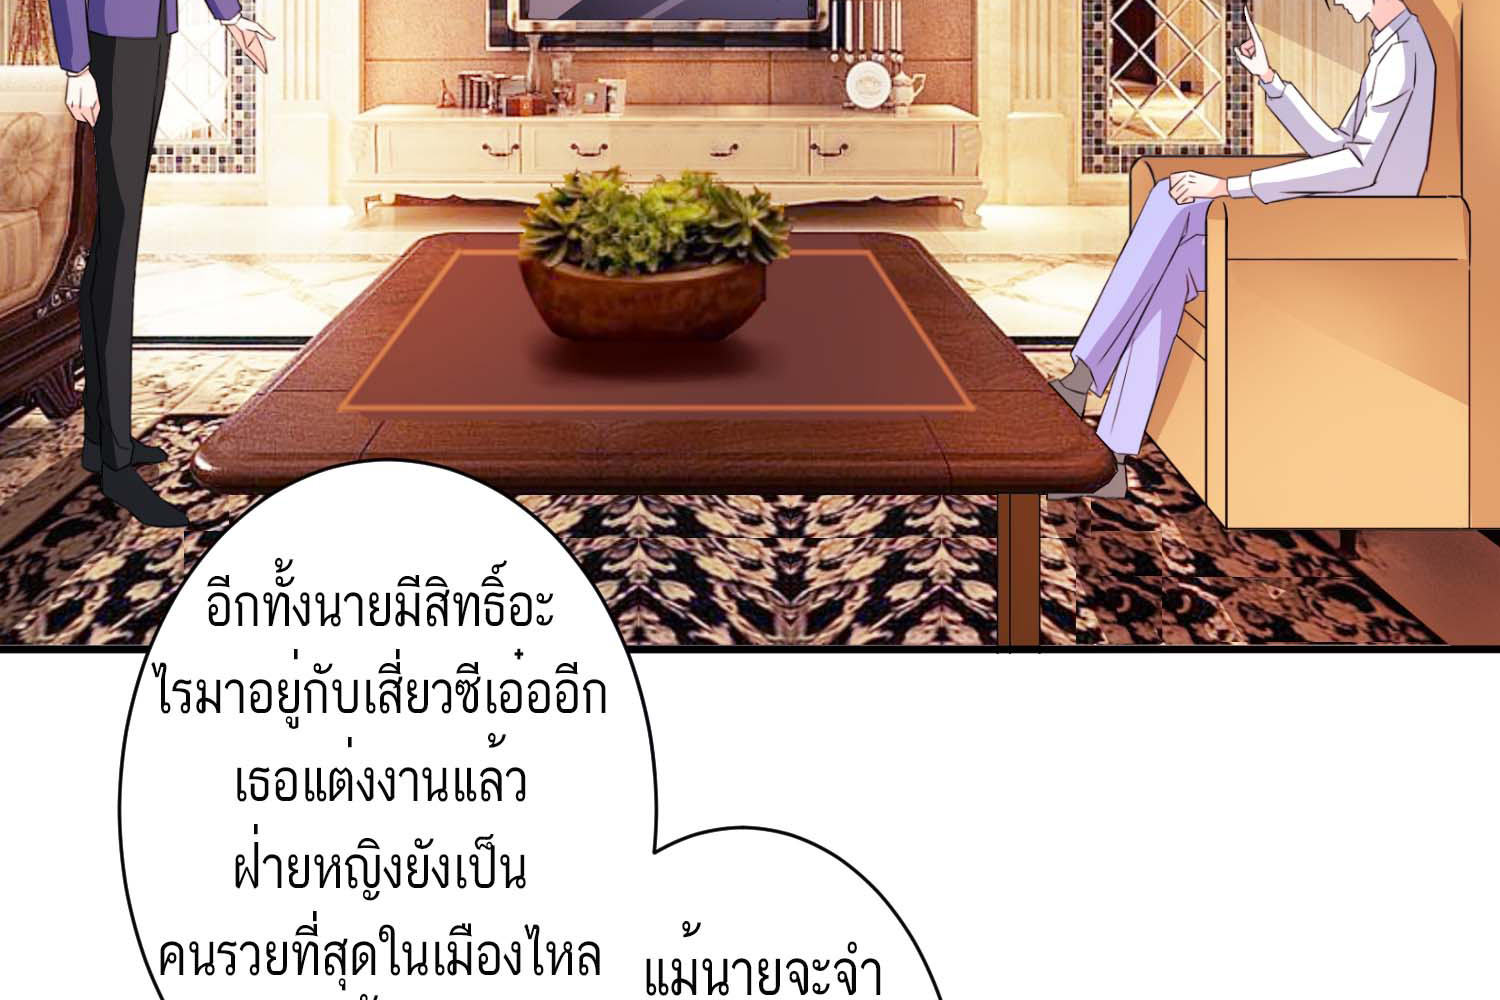 อีกทั้งนายมีสิทธิ์อะ
ไรมาอยู่กับเสี่ยวซีเอ๋ออีก
เธอแต่งงานแล้ว
ฝ่ายหญิงยังเป็น
คนรวยที่สุดในเมืองไหล
แม้นายจะจำ